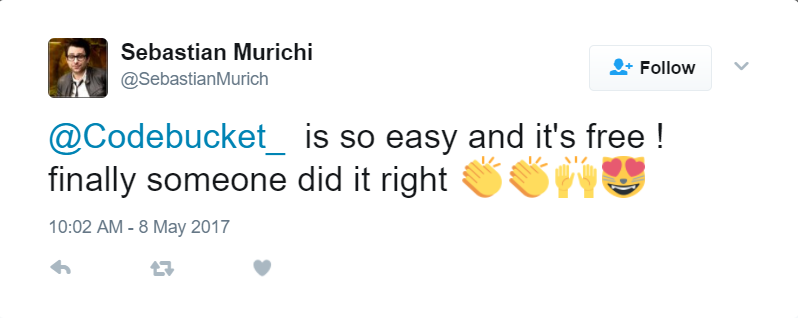 Sebastian Murichi
@SebastianMurich
Follow
@Codebucket_ is so easy and it's free !
finally someone did it right 👏👏🙌😻
10:02 AM - 8 May 2017